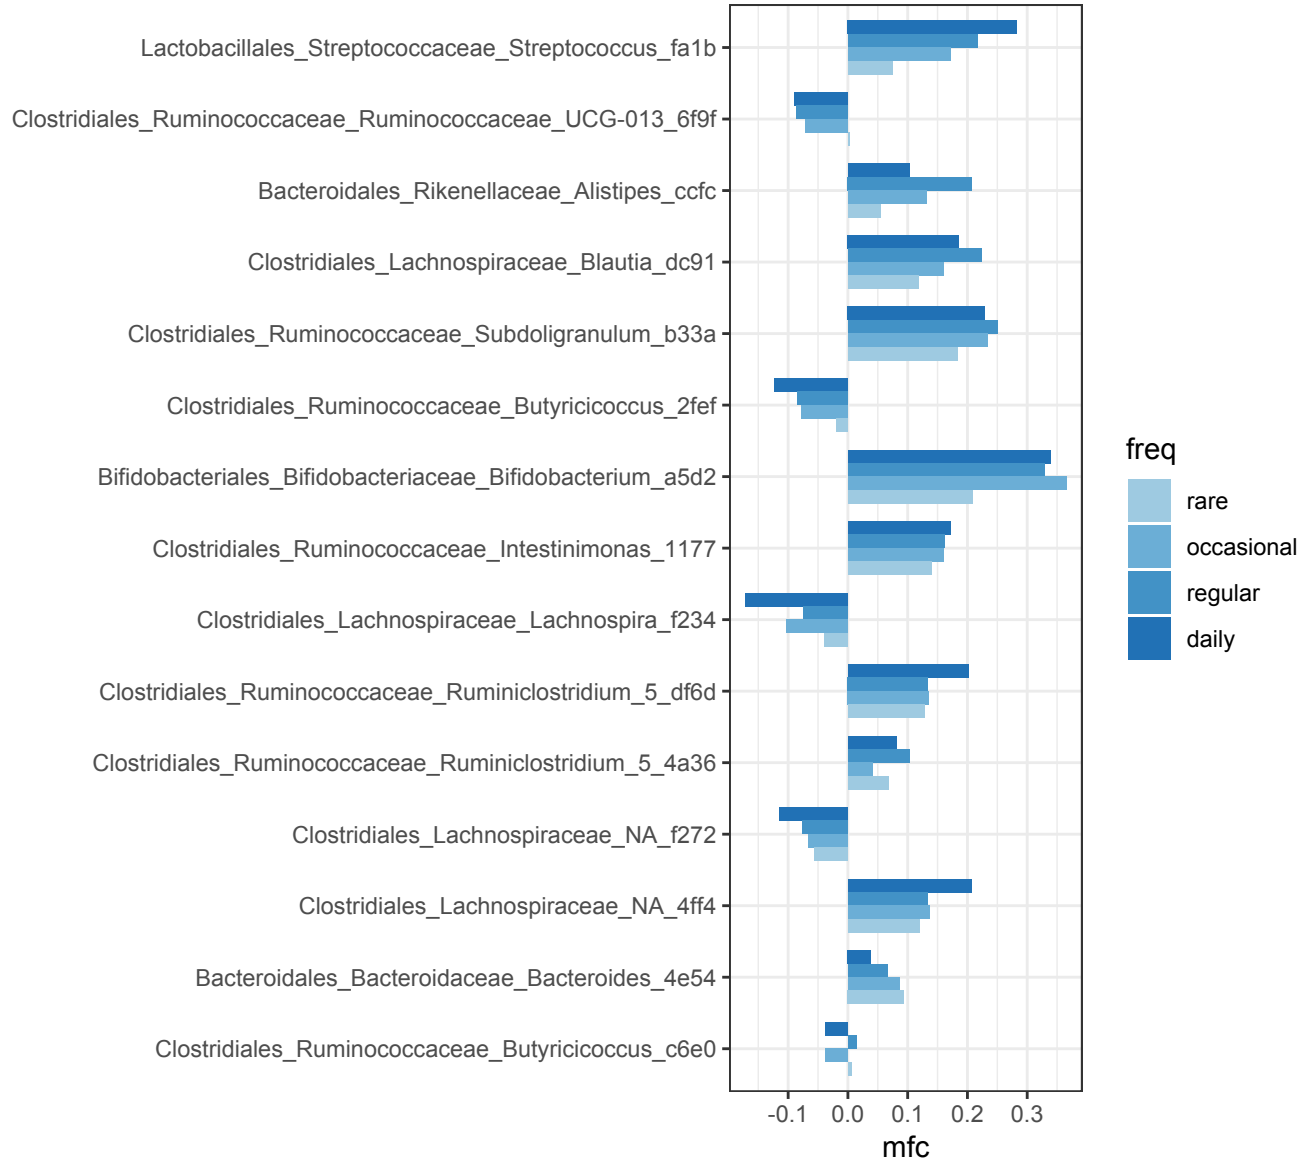 Lactobacillales_Streptococcaceae_Streptococcus_fa1b
Clostridiales_Ruminococcaceae_Ruminococcaceae_UCG-013_6f9f
Bacteroidales_Rikenellaceae_Alistipes_ccfc
Clostridiales_Lachnospiraceae_Blautia_dc91
Clostridiales_Ruminococcaceae_Subdoligranulum_b33a
Clostridiales_Ruminococcaceae_Butyricicoccus_2fef
Bifidobacteriales_Bifidobacteriaceae_Bifidobacterium_a5d2
Clostridiales_Ruminococcaceae_Intestinimonas_1177
Clostridiales_Lachnospiraceae_Lachnospira_f234
Clostridiales_Ruminococcaceae_Ruminiclostridium_5_df6d
Clostridiales_Ruminococcaceae_Ruminiclostridium_5_4a36
Clostridiales_Lachnospiraceae_NA_f272
Clostridiales_Lachnospiraceae_NA_4ff4
Bacteroidales_Bacteroidaceae_Bacteroides_4e54
Clostridiales_Ruminococcaceae_Butyricicoccus_c6e0
-0.1 0.0 0.1 0.2 0.3
mfc
freq
rare
occasional
regular
daily